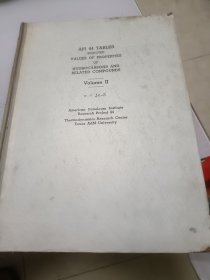 API 44 TABLES
SELECTED
VALUES OF PROPERTIES
OF
HYDROCARBONS AND
RELATED COMPOUNDS
Volume II
American Petroleum Institute
Research Project 44
Thermodynamics Research Center
Texas A&M University